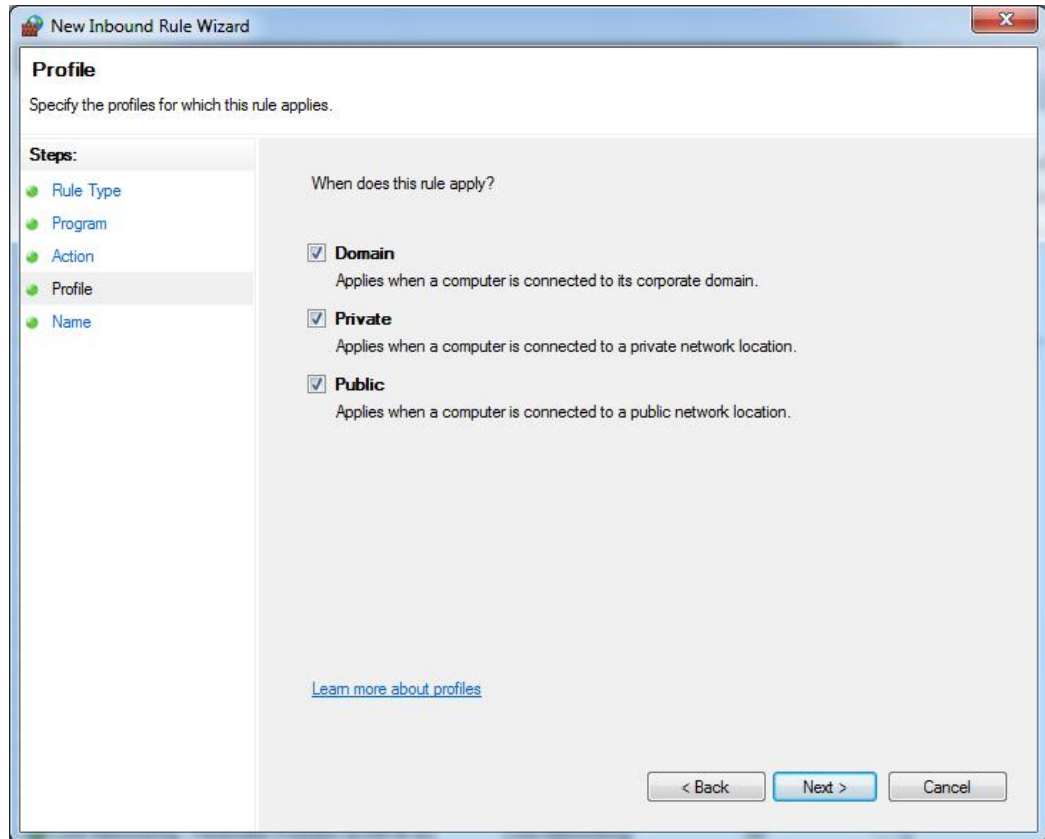 New Inbound Rule Wizard
Profile
Specify the profiles for which this rule applies.
Steps:
Rule Type
Program
Action
Profile
Name
When does this rule apply?
Domain
Applies when a computer is connected to its corporate domain.
Private
Applies when a computer is connected to a private network location.
Public
Applies when a computer is connected to a public network location.
Learn more about profiles
< Back
Next >
Cancel